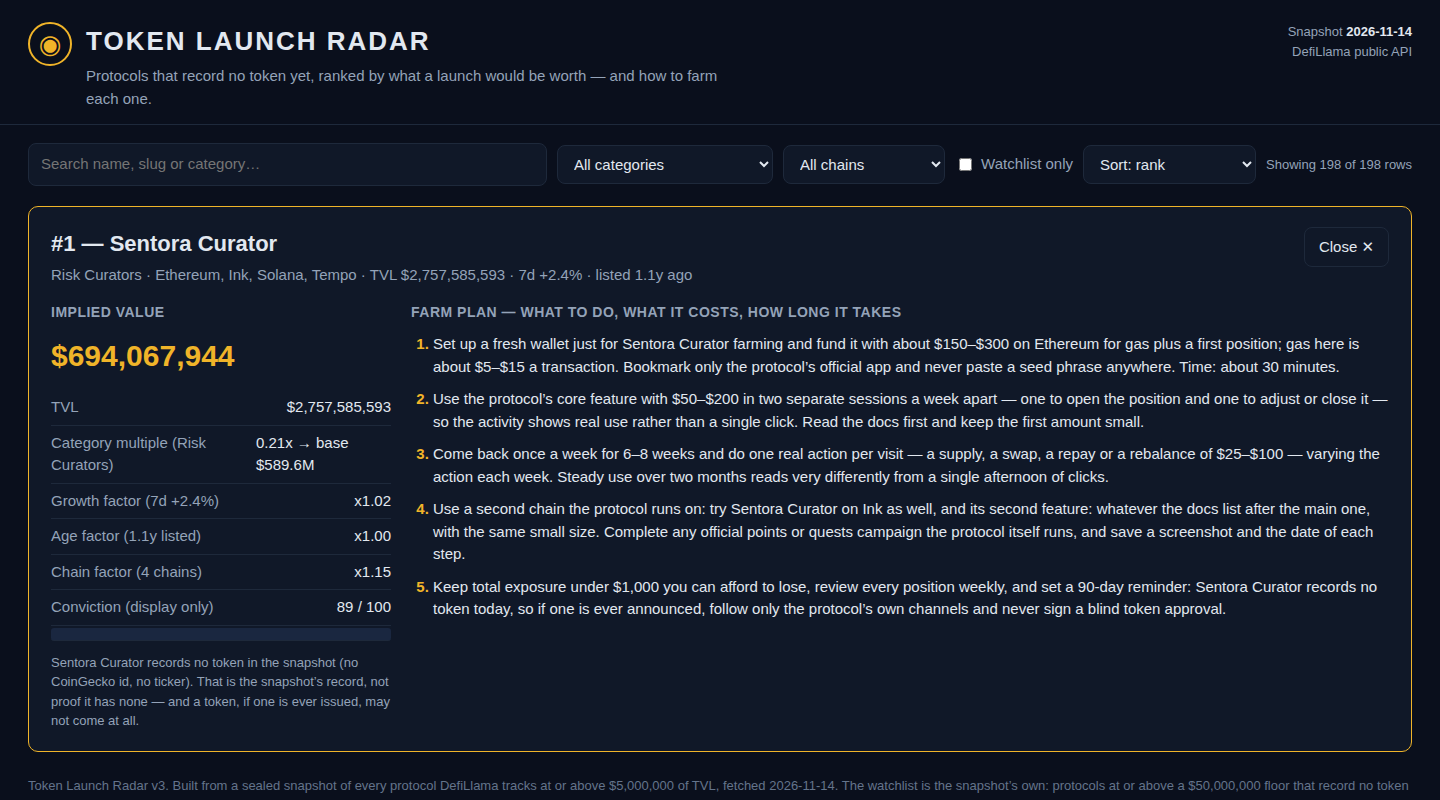 TOKEN LAUNCH RADAR
Protocols that record no token yet, ranked by what a launch would be worth — and how to farm
each one.
Snapshot 2026-11-14
DefiLlama public API
Search name, slug or category…
All categories
All chains
Watchlist only
Sort: rank
Showing 198 of 198 rows
#1 — Sentora Curator
Close ✕
Risk Curators · Ethereum, Ink, Solana, Tempo · TVL $2,757,585,593 · 7d +2.4% · listed 1.1y ago
IMPLIED VALUE
$694,067,944
TVL $2,757,585,593
Category multiple (Risk 0.21x → base
Curators) $589.6M
Growth factor (7d +2.4%) x1.02
Age factor (1.1y listed) x1.00
Chain factor (4 chains) x1.15
Conviction (display only) 89 / 100
Sentora Curator records no token in the snapshot (no
CoinGecko id, no ticker). That is the snapshot's record, not
proof it has none — and a token, if one is ever issued, may
not come at all.
FARM PLAN — WHAT TO DO, WHAT IT COSTS, HOW LONG IT TAKES
1. Set up a fresh wallet just for Sentora Curator farming and fund it with about $150–$300 on Ethereum for gas plus a first position; gas here is
about $5–$15 a transaction. Bookmark only the protocol's official app and never paste a seed phrase anywhere. Time: about 30 minutes.
2. Use the protocol's core feature with $50–$200 in two separate sessions a week apart — one to open the position and one to adjust or close it —
so the activity shows real use rather than a single click. Read the docs first and keep the first amount small.
3. Come back once a week for 6–8 weeks and do one real action per visit — a supply, a swap, a repay or a rebalance of $25–$100 — varying the
action each week. Steady use over two months reads very differently from a single afternoon of clicks.
4. Use a second chain the protocol runs on: try Sentora Curator on Ink as well, and its second feature: whatever the docs list after the main one,
with the same small size. Complete any official points or quests campaign the protocol itself runs, and save a screenshot and the date of each
step.
5. Keep total exposure under $1,000 you can afford to lose, review every position weekly, and set a 90-day reminder: Sentora Curator records no
token today, so if one is ever announced, follow only the protocol's own channels and never sign a blind token approval.
Token Launch Radar v3. Built from a sealed snapshot of every protocol DefiLlama tracks at or above $5,000,000 of TVL, fetched 2026-11-14. The watchlist is the snapshot's own: protocols at or above a $50,000,000 floor that record no token